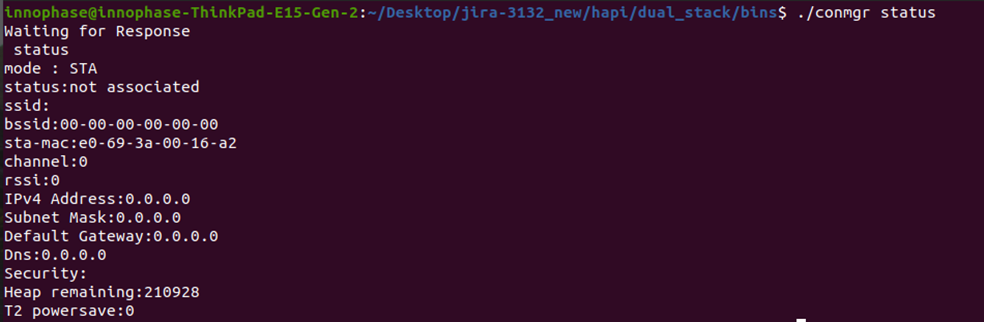 innophase@innophase-ThinkPad-E15-Gen-2:~/Desktop/jira-3132_new/hapi/dual_stack/bins$ ./conmgr status
Waiting for Response
 status
mode : STA
status:not associated
ssid:
bssid:00-00-00-00-00-00
sta-mac:e0-69-3a-00-16-a2
channel:0
rssi:0
IPv4 Address:0.0.0.0
Subnet Mask:0.0.0.0
Default Gateway:0.0.0.0
Dns:0.0.0.0
Security:
Heap remaining:210928
T2 powersave:0